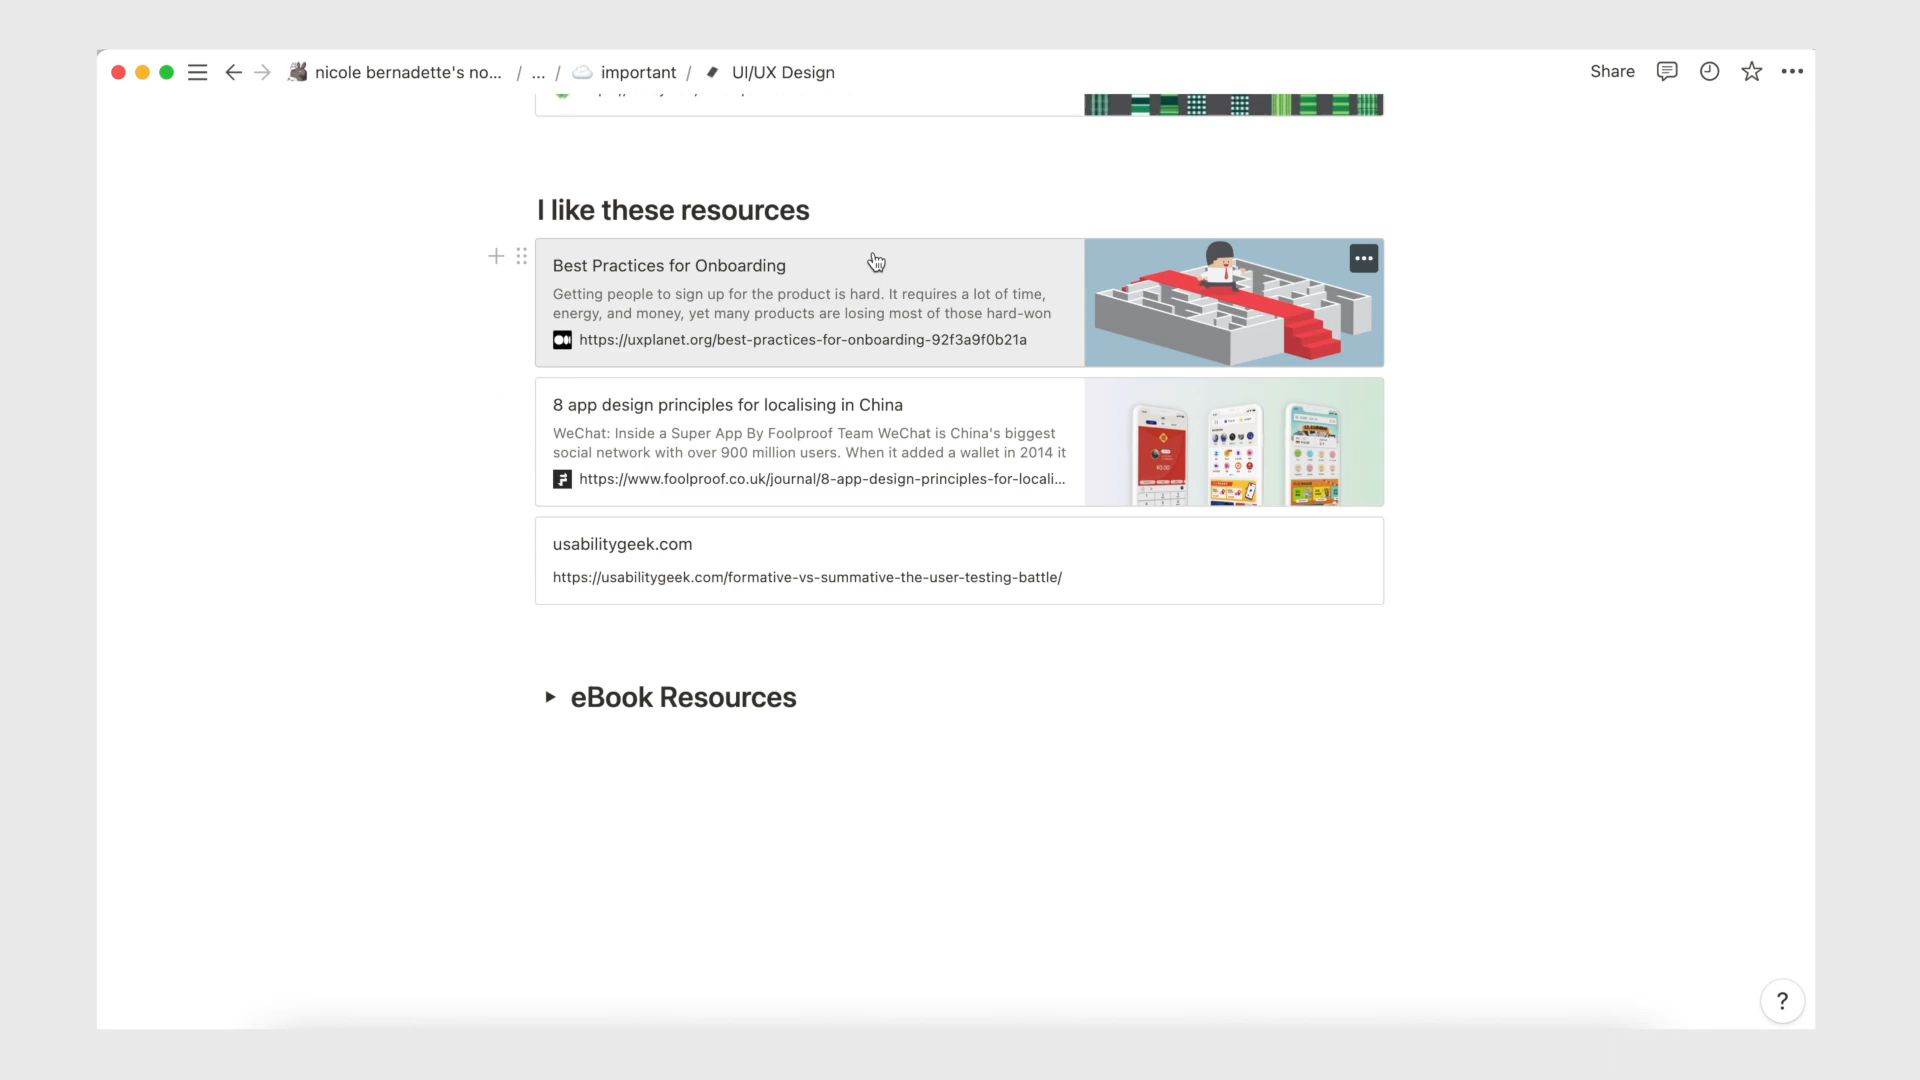 nicole bernadette's no... / ... / important / UI/UX Design
Share
I like these resources
Best Practices for Onboarding
Getting people to sign up for the product is hard. It requires a lot of time,
energy, and money, yet many products are losing most of those hard-won
https://uxplanet.org/best-practices-for-onboarding-92f3a9f0b21a
8 app design principles for localising in China
WeChat: Inside a Super App By Foolproof Team WeChat is China's biggest
social network with over 900 million users. When it added a wallet in 2014 it
https://www.foolproof.co.uk/journal/8-app-design-principles-for-locali...
usabilitygeek.com
https://usabilitygeek.com/formative-vs-summative-the-user-testing-battle/
eBook Resources
?